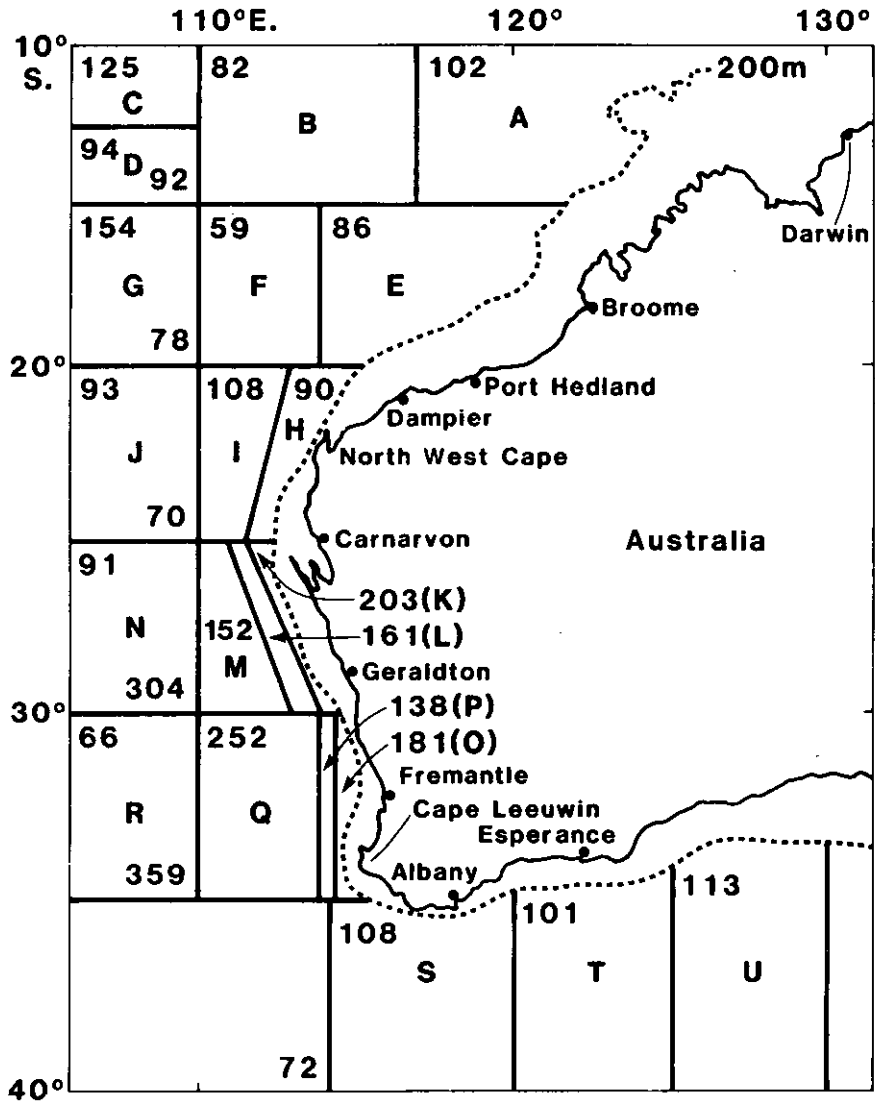 110°E. 120° 130°
10°
S.
125 82 102 200m
C B A
94 D 92
Darwin
154 59 86
G F E
78
Broome
20°
93 108 90
Port Hedland
Dampier
H
J I
North West Cape
70
Carnarvon
Australia
91
203(K)
N 152 161(L)
M
304
Geraldton
30°
138(P)
66 252
181(O)
Fremantle
R Q
Cape Leeuwin
Esperance
359
Albany
113
101
108
S T U
72
40°